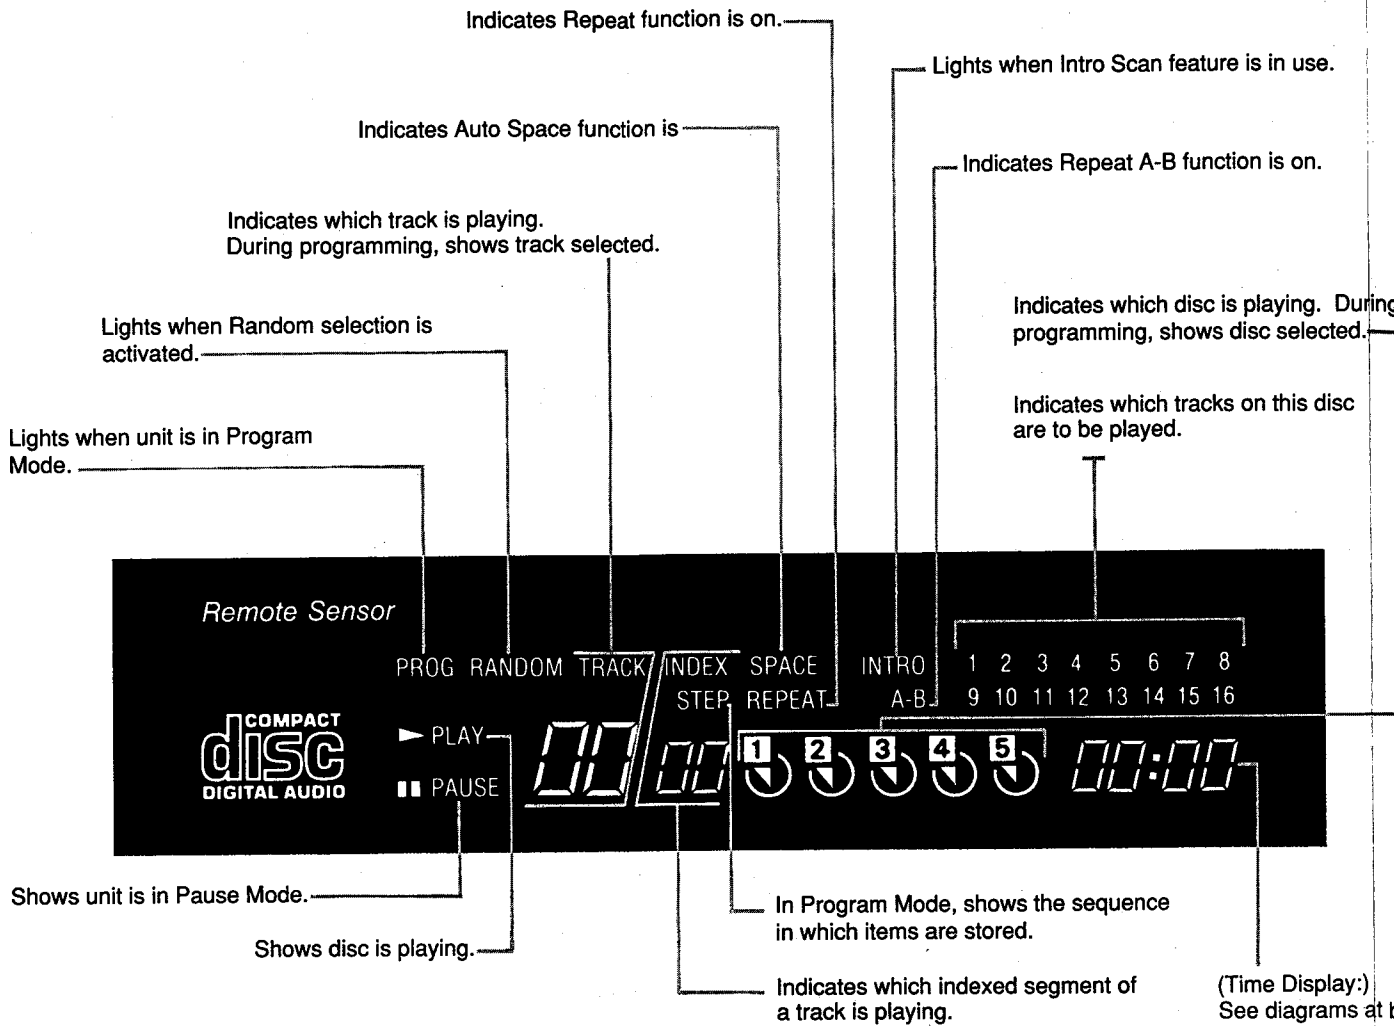 Indicates Repeat function is on.
Lights when Intro Scan feature is in use.
Indicates Auto Space function is
Indicates Repeat A-B function is on.
Indicates which track is playing.
During programming, shows track selected.
Indicates which disc is playing. During
programming, shows disc selected.
Lights when Random selection is
activated.
Indicates which tracks on this disc
are to be played.
Lights when unit is in Program
Mode.
Remote Sensor
PROG RANDOM TRACK INDEX SPACE INTRO 1 2 3 4 5 6 7 8
STEP REPEAT A-B 9 10 11 12 13 14 15 16
COMPACT
disc
DIGITAL AUDIO
► PLAY
▮▮ PAUSE
00 00 1 2 3 4 5 00:00
Shows unit is in Pause Mode.
Shows disc is playing.
In Program Mode, shows the sequence
in which items are stored.
Indicates which indexed segment of
a track is playing.
(Time Display:)
See diagrams at